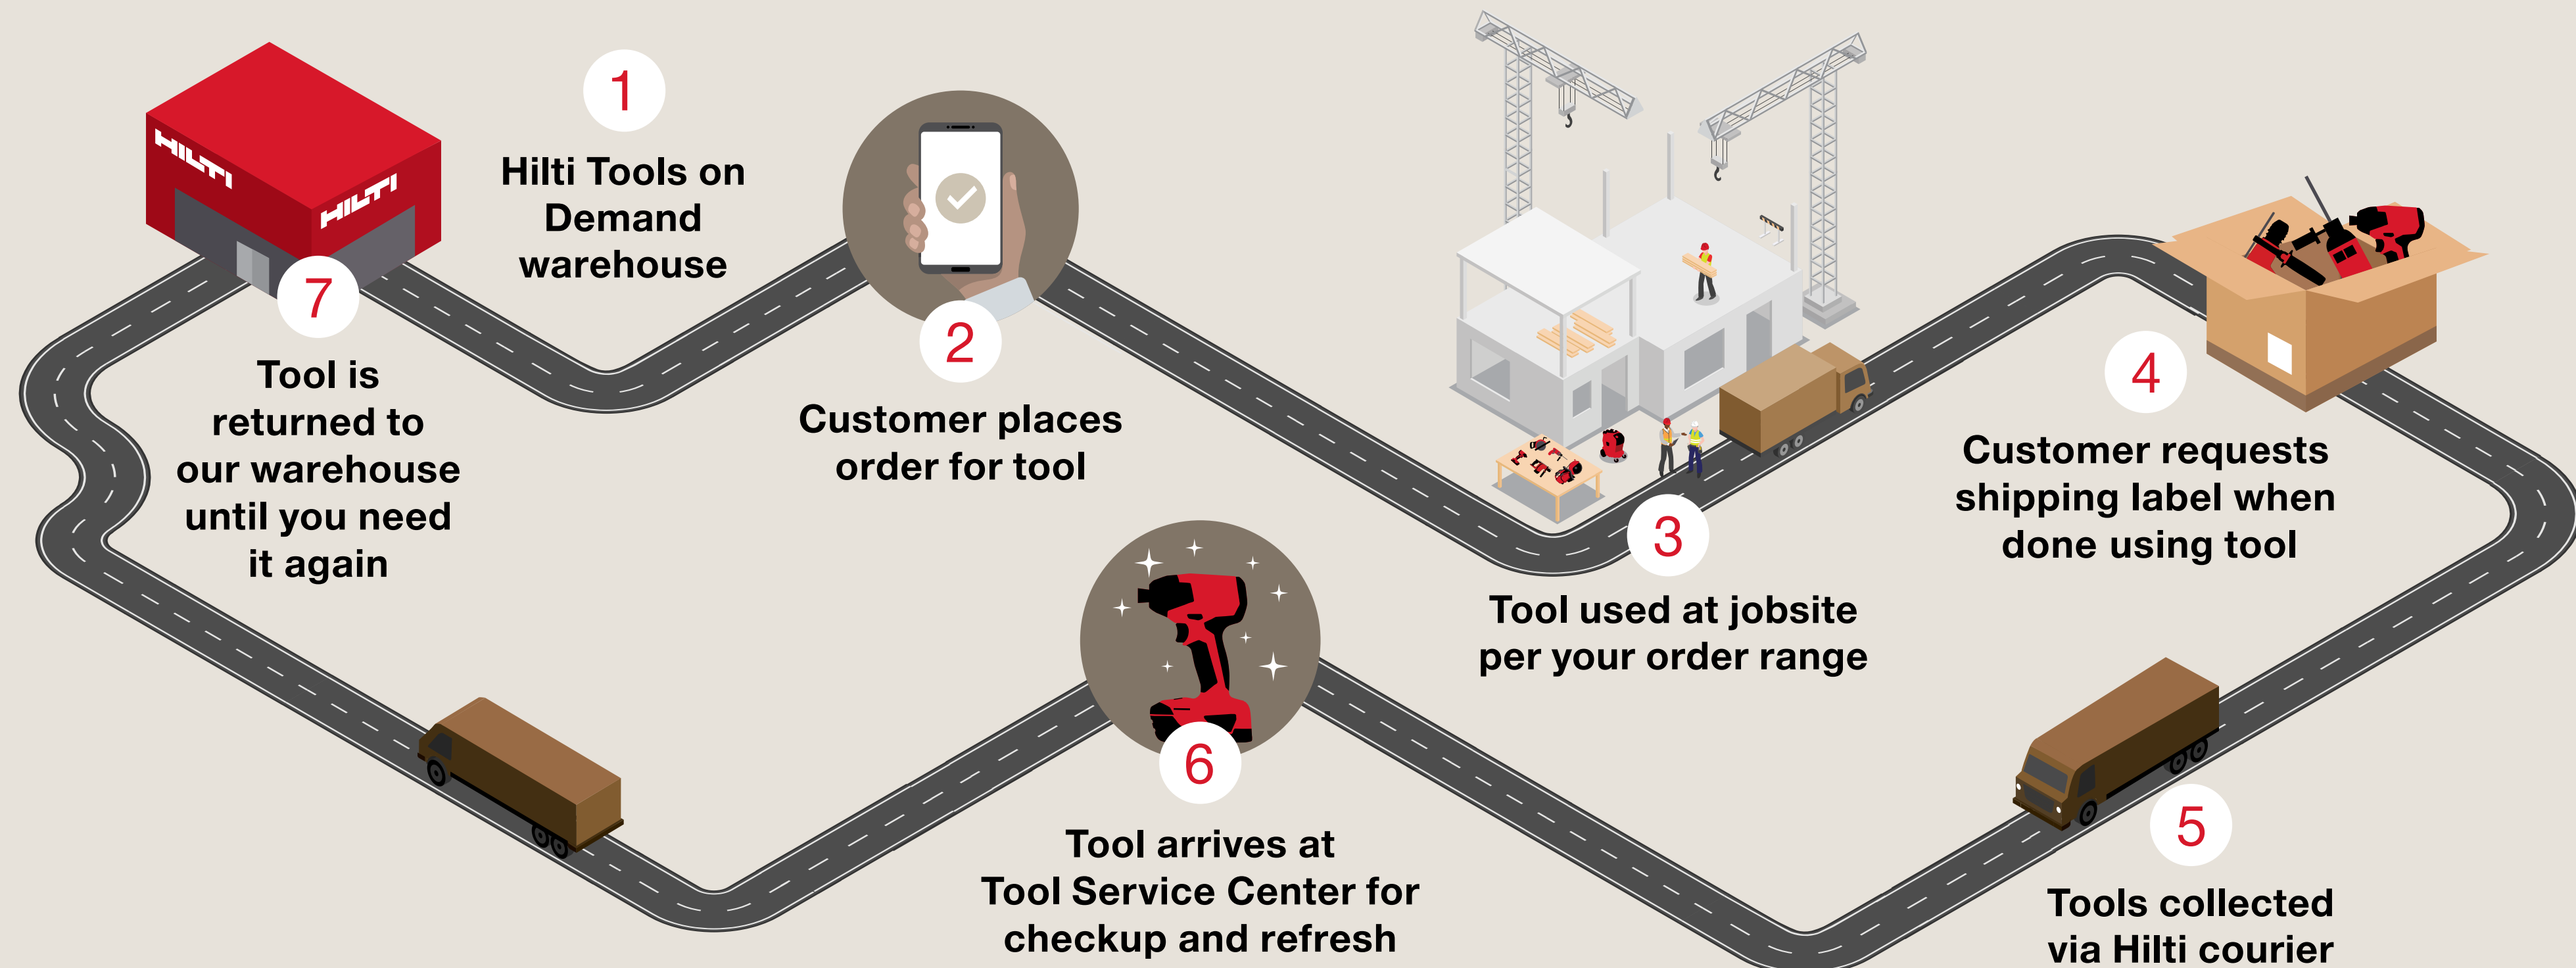 HILTI
HILTI
1
Hilti Tools on
Demand
warehouse
2
Customer places
order for tool
3
Tool used at jobsite
per your order range
4
Customer requests
shipping label when
done using tool
5
Tools collected
via Hilti courier
6
Tool arrives at
Tool Service Center for
checkup and refresh
7
Tool is
returned to
our warehouse
until you need
it again